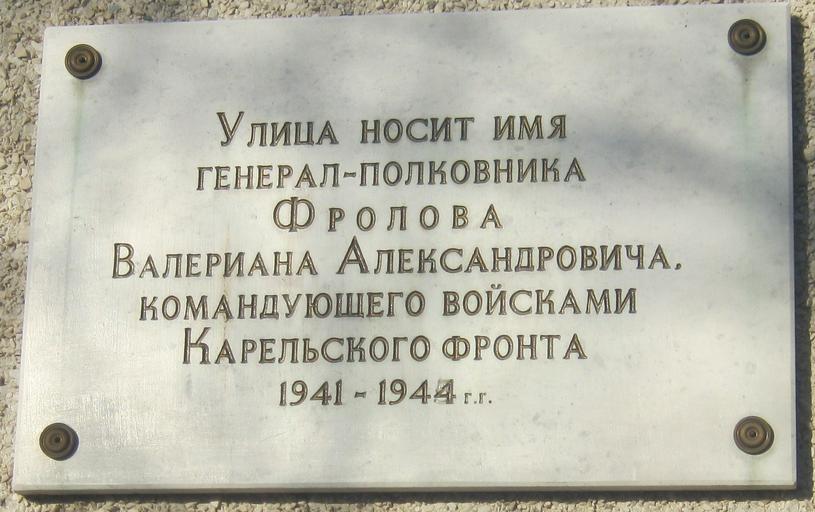 Улица носит имя
генерал-полковника
Фролова
Валериана Александровича,
командующего войсками
Карельского фронта
1941 - 1944 г.г.